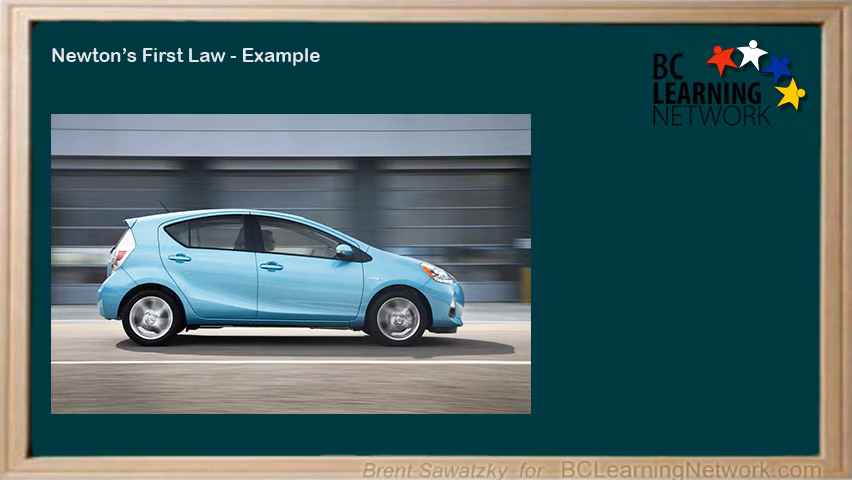 Newton's First Law - Example
BC
LEARNING
NETWORK
Brent Sawatzky for BCLearningNetwork.com